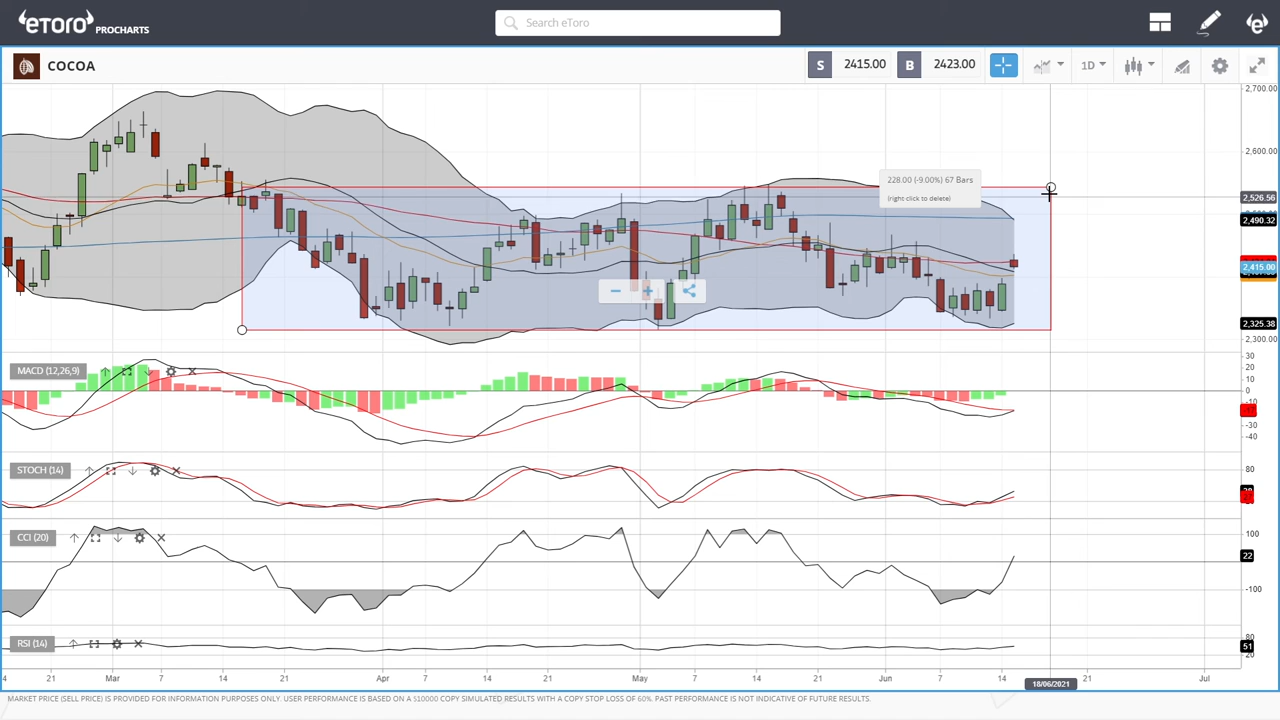 eTORO PROCHARTS
Search eToro
COCOA
S 2415.00 B 2423.00
1D
2,700.00
2,600.00
228.00 (-9.00%) 67 Bars
(right click to delete)
2,526.56
2,490.32
2,415.00
2,325.38
2,300.00
MACD (12,26,9)
30
20
10
0
-10
-30
-40
STOCH (14)
80
CCI (20)
100
22
-100
RSI (14)
80
51
20
4 21 Mar 7 14 21 Apr 7 14 21 May 7 14 21 Jun 7 14 18/06/2021 21 Jul
MARKET PRICE (SELL PRICE) IS PROVIDED FOR INFORMATION PURPOSES ONLY. USER PERFORMANCE IS BASED ON A $10000 COPY SIMULATED RESULTS WITH A COPY STOP LOSS OF 60%. PAST PERFORMANCE IS NOT INDICATIVE OF FUTURE RESULTS.